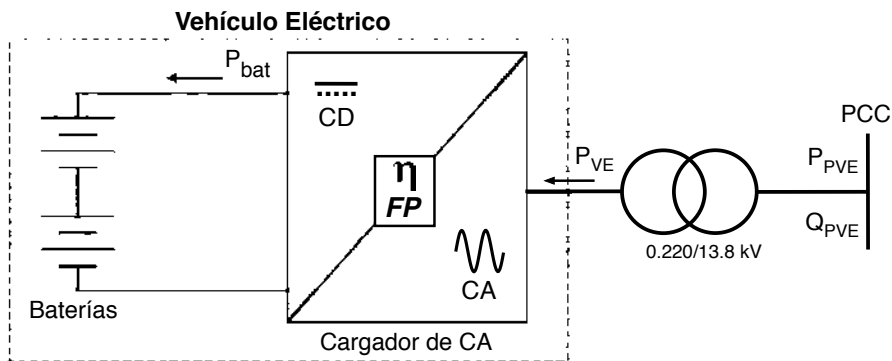 Vehículo Eléctrico
P_bat
CD
PCC
P_VE
η
FP
P_PVE
Q_PVE
0.220/13.8 kV
CA
Baterías
Cargador de CA